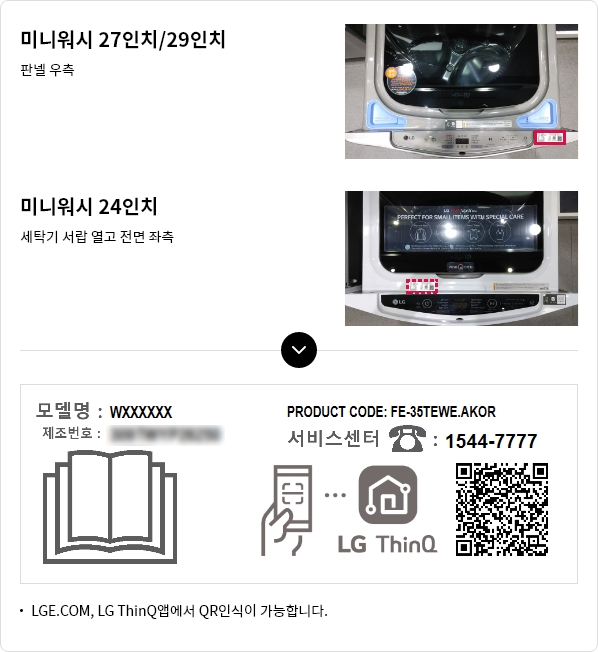 미니워시 27인치/29인치
판넬 우측
LG
미니워시 24인치
세탁기 서랍 열고 전면 좌측
PERFECT FOR SMALL ITEMS WITH SPECIAL CARE
LG
모델명 : WXXXXXX
제조번호 :
PRODUCT CODE: FE-35TEWE.AKOR
서비스센터 : 1544-7777
LG ThinQ
• LGE.COM, LG ThinQ앱에서 QR인식이 가능합니다.